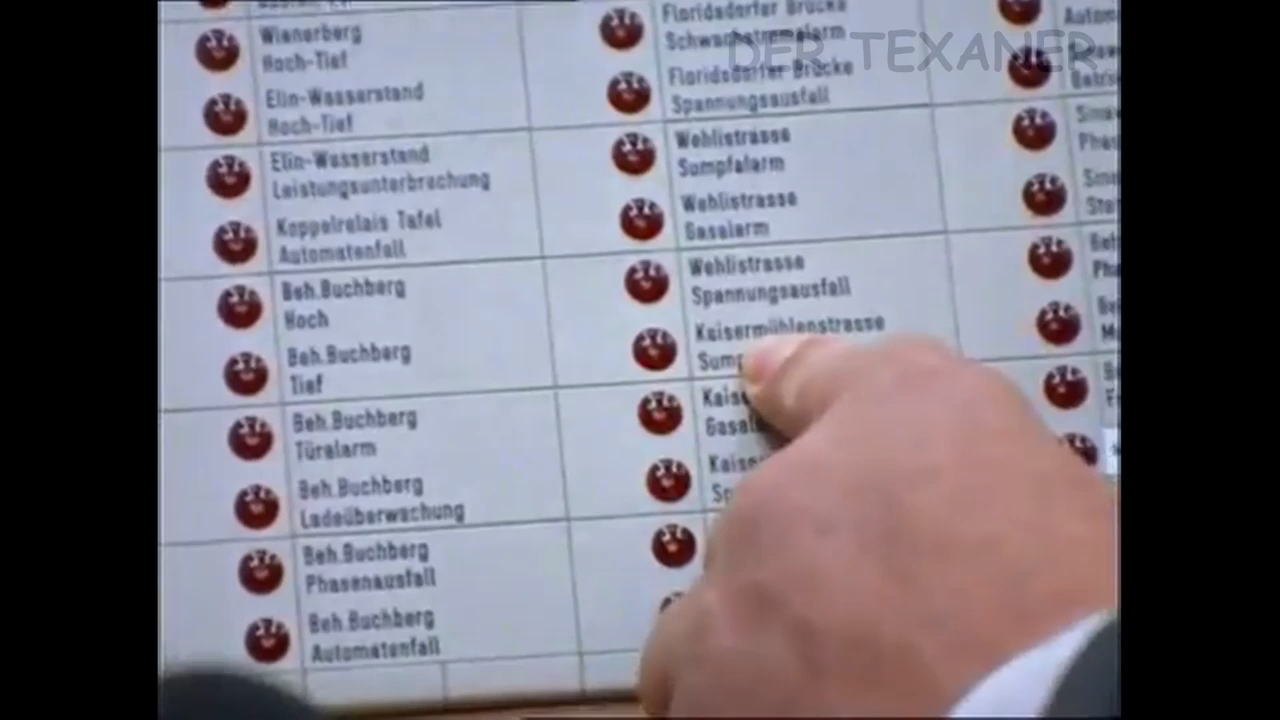 DER TEXANER
Wienerberg
Hoch-Tief
Elin-Wasserstand
Hoch-Tief
Elin-Wasserstand
Leistungsunterbrechung
Koppelrelais Tafel
Automatenfall
Beh.Buchberg
Hoch
Beh.Buchberg
Tief
Beh.Buchberg
Türalarm
Beh.Buchberg
Ladeüberwachung
Beh.Buchberg
Phasenausfall
Beh.Buchberg
Automatenfall
Floridsdorfer Brücke
Schwachstromalarm
Floridsdorfer Brücke
Spannungsausfall
Wehlistrasse
Sumpfalarm
Wehlistrasse
Gasalarm
Wehlistrasse
Spannungsausfall
Kaisermühlenstrasse